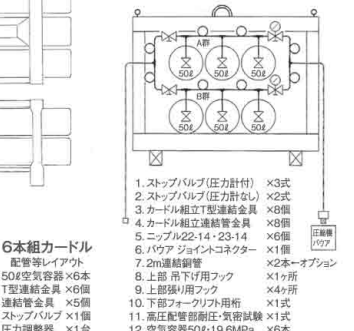 A群
50ℓ 50ℓ 50ℓ
B群
50ℓ 50ℓ 50ℓ
圧縮機
バウア
1. ストップバルブ(圧力計付) ×3式
2. ストップバルブ(圧力計なし) ×2式
3. カードル組立T型連結金具 ×8個
4. カードル組立連結管金具 ×8個
5. ニップル22-14・23-14 ×6個
6. バウア ジョイントコネクター ×1個
7. 2m連結管 ×2本←オプション
8. 上部 吊下げ用フック ×1ヶ所
9. 上部張り用フック ×4ヶ所
10. 下部フォークリフト用桁 ×1式
11. 高圧配管部耐圧・気密試験 ×1式
12. 空気容器50ℓ・19.6MPa ×6本
6本組カードル
配管等レイアウト
50ℓ空気容器 ×6本
T型連結金具 ×6個
連結管金具 ×5個
ストップバルブ ×1個
圧力調整器 ×1台